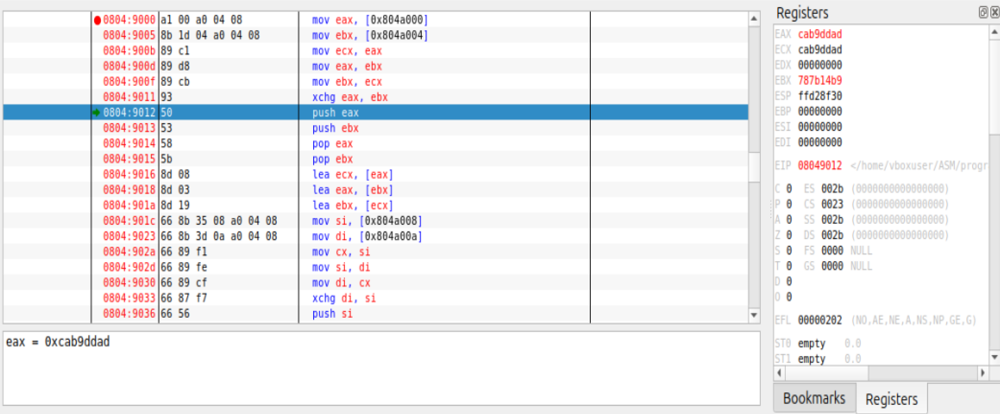 0804:9000 a1 00 a0 04 08 mov eax, [0x804a000]
0804:9005 8b 1d 04 a0 04 08 mov ebx, [0x804a004]
0804:900b 89 c1 mov ecx, eax
0804:900d 89 d8 mov eax, ebx
0804:900f 89 cb mov ebx, ecx
0804:9011 93 xchg eax, ebx
0804:9012 50 push eax
0804:9013 53 push ebx
0804:9014 58 pop eax
0804:9015 5b pop ebx
0804:9016 8d 08 lea ecx, [eax]
0804:9018 8d 03 lea eax, [ebx]
0804:901a 8d 19 lea ebx, [ecx]
0804:901c 66 8b 35 08 a0 04 08 mov si, [0x804a008]
0804:9023 66 8b 3d 0a a0 04 08 mov di, [0x804a00a]
0804:902a 66 89 f1 mov cx, si
0804:902d 66 89 fe mov si, di
0804:9030 66 89 cf mov di, cx
0804:9033 66 87 f7 xchg di, si
0804:9036 66 56 push si
eax = 0xcab9ddad
Registers
EAX cab9ddad
ECX cab9ddad
EDX 00000000
EBX 787b14b9
ESP ffd28f30
EBP 00000000
ESI 00000000
EDI 00000000
EIP 08049012 </home/vboxuser/ASM/progr
C 0 ES 002b (0000000000000000)
P 0 CS 0023 (0000000000000000)
A 0 SS 002b (0000000000000000)
Z 0 DS 002b (0000000000000000)
S 0 FS 0000 NULL
T 0 GS 0000 NULL
D 0
O 0
EFL 00000202 (NO,AE,NE,A,NS,NP,GE,G)
ST0 empty 0.0
ST1 empty 0.0
Bookmarks Registers